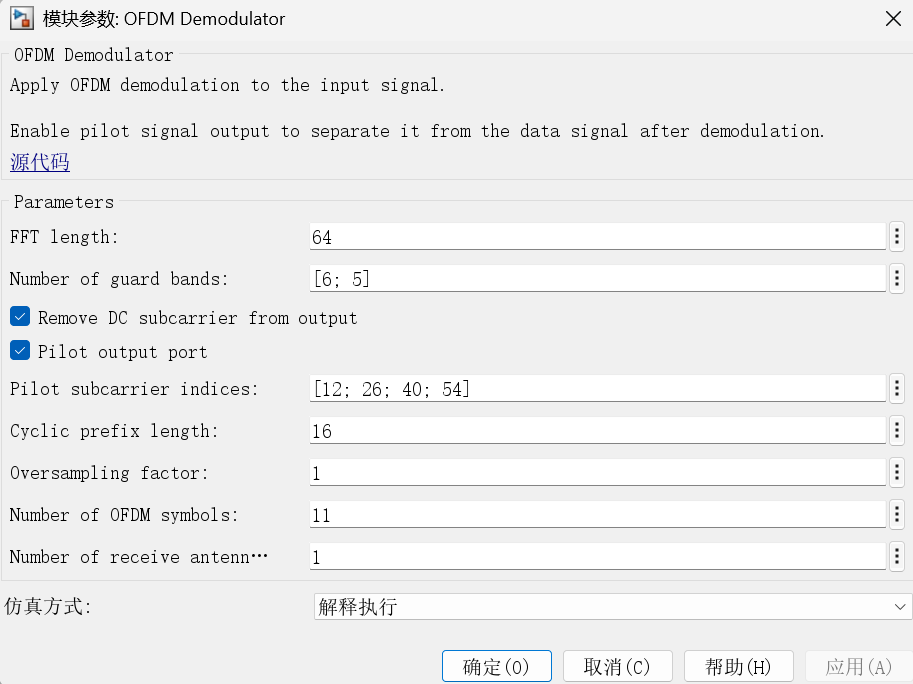 模块参数: OFDM Demodulator
OFDM Demodulator
Apply OFDM demodulation to the input signal.
Enable pilot signal output to separate it from the data signal after demodulation.
源代码
Parameters
FFT length: 64
Number of guard bands: [6; 5]
Remove DC subcarrier from output
Pilot output port
Pilot subcarrier indices: [12; 26; 40; 54]
Cyclic prefix length: 16
Oversampling factor: 1
Number of OFDM symbols: 11
Number of receive antenn… 1
仿真方式: 解释执行
确定(O) 取消(C) 帮助(H) 应用(A)